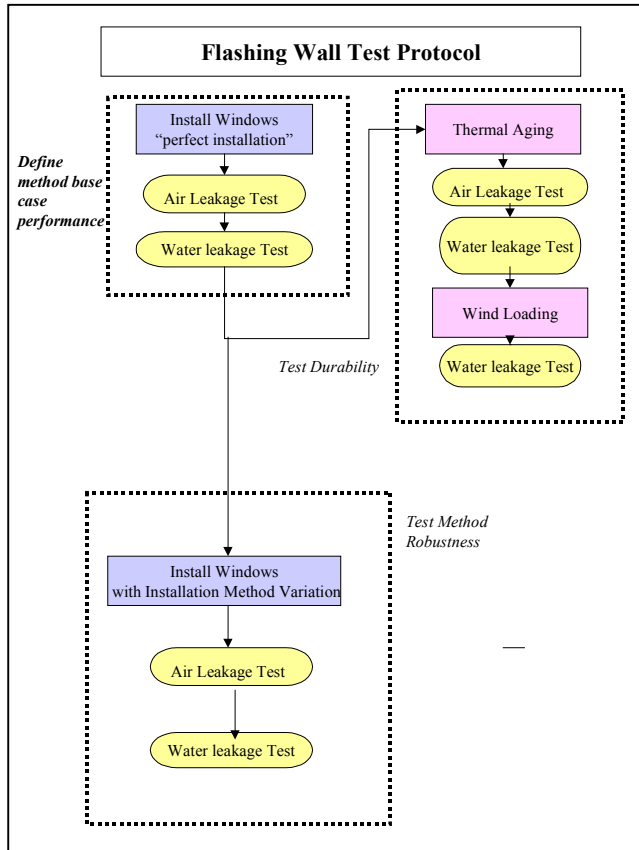 Flashing Wall Test Protocol
Define
method base
case
performance
Install Windows
“perfect installation”
Air Leakage Test
Water leakage Test
Thermal Aging
Air Leakage Test
Water leakage Test
Wind Loading
Water leakage Test
Test Durability
Test Method
Robustness
Install Windows
with Installation Method Variation
Air Leakage Test
Water leakage Test